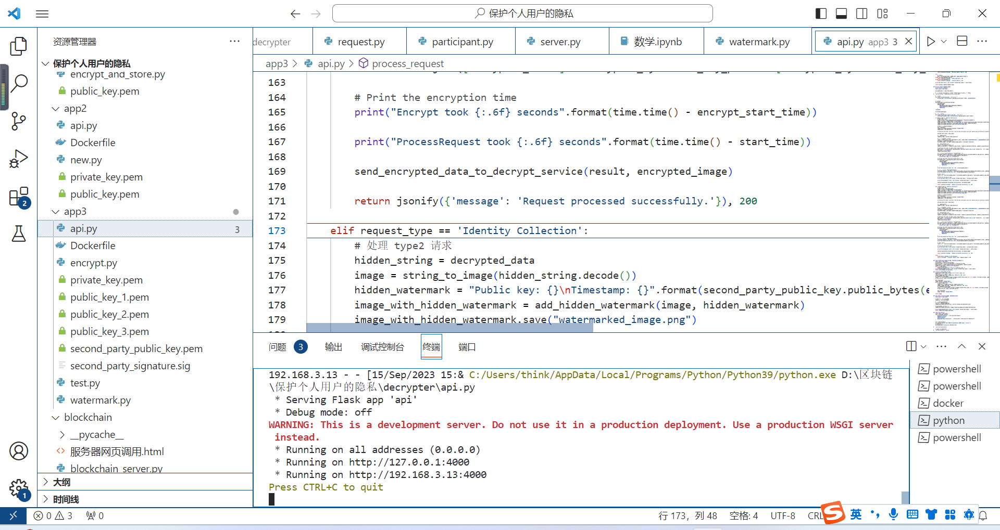 保护个人用户的隐私
资源管理器
decrypter
request.py
participant.py
server.py
数学.ipynb
watermark.py
api.py app3 3
保护个人用户的隐私
encrypt_and_store.py
public_key.pem
app2
api.py
Dockerfile
new.py
private_key.pem
public_key.pem
app3
api.py 3
Dockerfile
encrypt.py
private_key.pem
public_key_1.pem
public_key_2.pem
public_key_3.pem
second_party_public_key.pem
second_party_signature.sig
test.py
watermark.py
blockchain
__pycache__
服务器网页调用.html
blockchain_server.py
大纲
时间线
2
1
app3 > api.py > process_request
163
164 # Print the encryption time
165 print("Encrypt took {:.6f} seconds".format(time.time() - encrypt_start_time))
166
167 print("ProcessRequest took {:.6f} seconds".format(time.time() - start_time))
168
169 send_encrypted_data_to_decrypt_service(result, encrypted_image)
170
171 return jsonify({'message': 'Request processed successfully.'}), 200
172
173 elif request_type == 'Identity Collection':
174 # 处理 type2 请求
175 hidden_string = decrypted_data
176 image = string_to_image(hidden_string.decode())
177 hidden_watermark = "Public key: {}\nTimestamp: {}".format(second_party_public_key.public_bytes(e
178 image_with_hidden_watermark = add_hidden_watermark(image, hidden_watermark)
179 image_with_hidden_watermark.save("watermarked_image.png")
问题 3 输出 调试控制台 终端 端口
192.168.3.13 - - [15/Sep/2023 15:& C:/Users/think/AppData/Local/Programs/Python/Python39/python.exe D:\区块链
\保护个人用户的隐私\decrypter\api.py
* Serving Flask app 'api'
* Debug mode: off
WARNING: This is a development server. Do not use it in a production deployment. Use a production WSGI server
instead.
* Running on all addresses (0.0.0.0)
* Running on http://127.0.0.1:4000
* Running on http://192.168.3.13:4000
Press CTRL+C to quit
powershell
powershell
docker
python
powershell
0 3 0
行 173，列 48 空格: 4 UTF-8 CRL
英